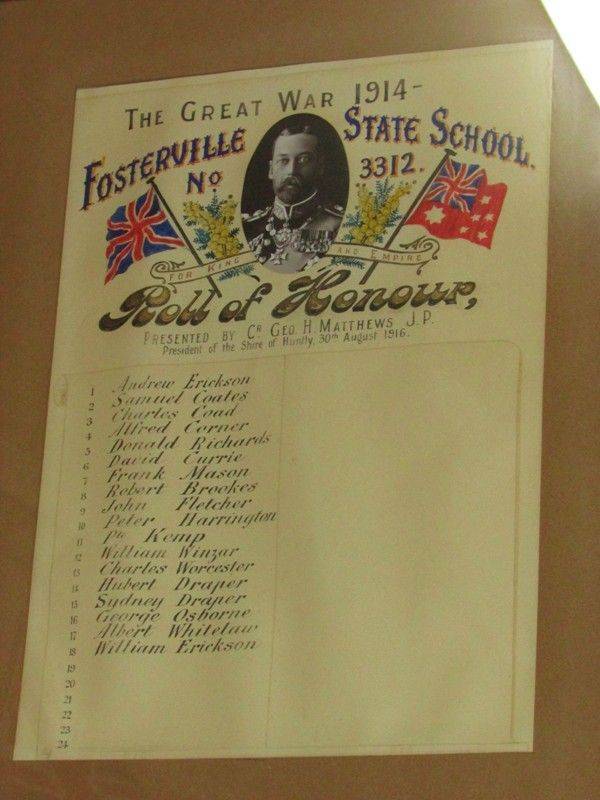 THE GREAT WAR 1914-
FOSTERVILLE STATE SCHOOL.
No 3312.
FOR KING AND EMPIRE
Roll of Honour,
PRESENTED BY CR GEO. H. MATTHEWS J.P.
President of the Shire of Huntly, 30th August 1916.
1 Andrew Erickson
2 Samuel Coates
3 Charles Coad
4 Alfred Corner
5 Donald Richards
6 David Currie
7 Frank Mason
8 Robert Brookes
9 John Fletcher
10 Peter Harrington
11 Pte Kemp
12 William Winzar
13 Charles Worcester
14 Hubert Draper
15 Sydney Draper
16 George Osborne
17 Albert Whitelaw
18 William Erickson
19
20
21
22
23
24